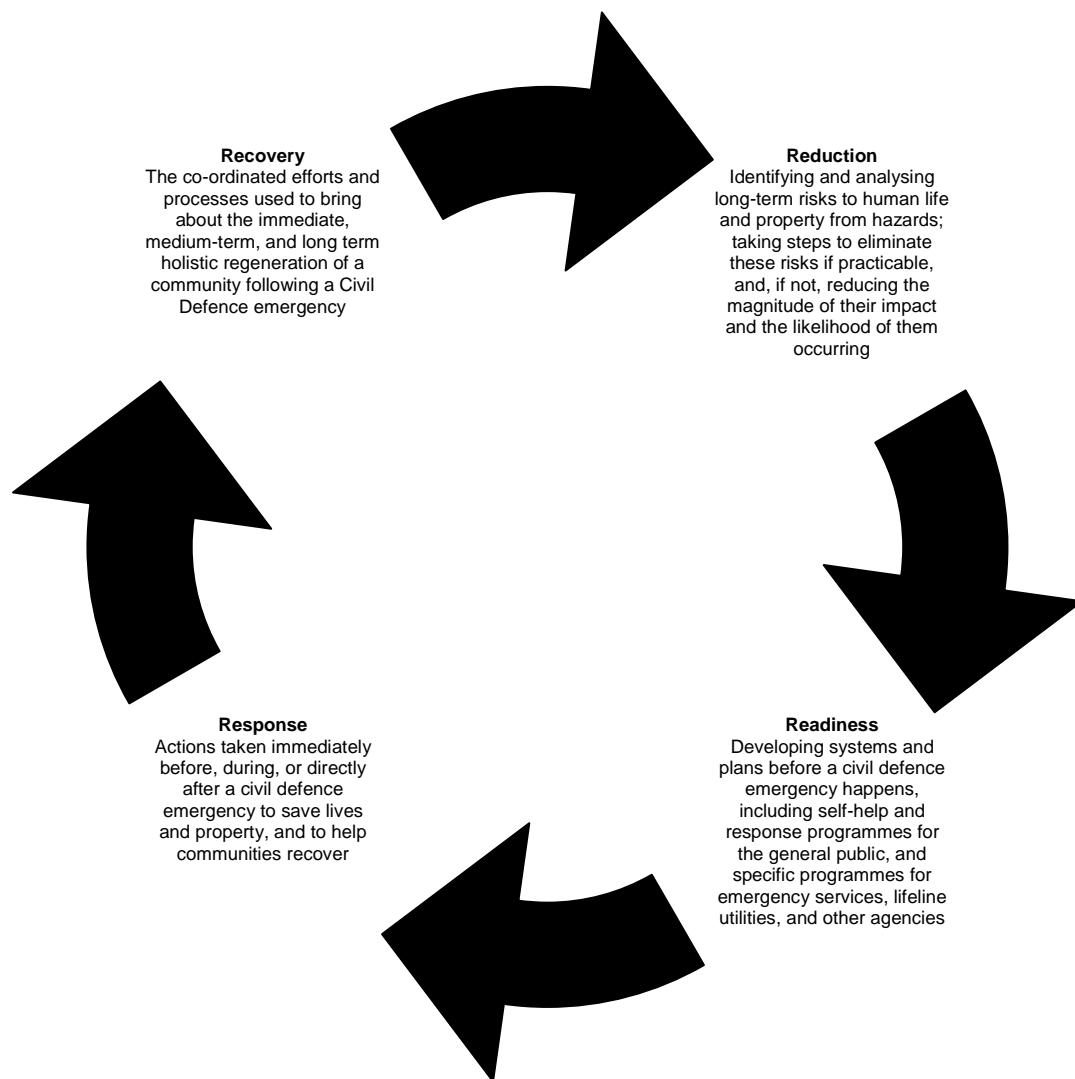 Recovery
The co-ordinated efforts and
processes used to bring
about the immediate,
medium-term, and long term
holistic regeneration of a
community following a Civil
Defence emergency
Reduction
Identifying and analysing
long-term risks to human life
and property from hazards;
taking steps to eliminate
these risks if practicable,
and, if not, reducing the
magnitude of their impact
and the likelihood of them
occurring
Response
Actions taken immediately
before, during, or directly
after a civil defence
emergency to save lives
and property, and to help
communities recover
Readiness
Developing systems and
plans before a civil defence
emergency happens,
including self-help and
response programmes for
the general public, and
specific programmes for
emergency services, lifeline
utilities, and other agencies